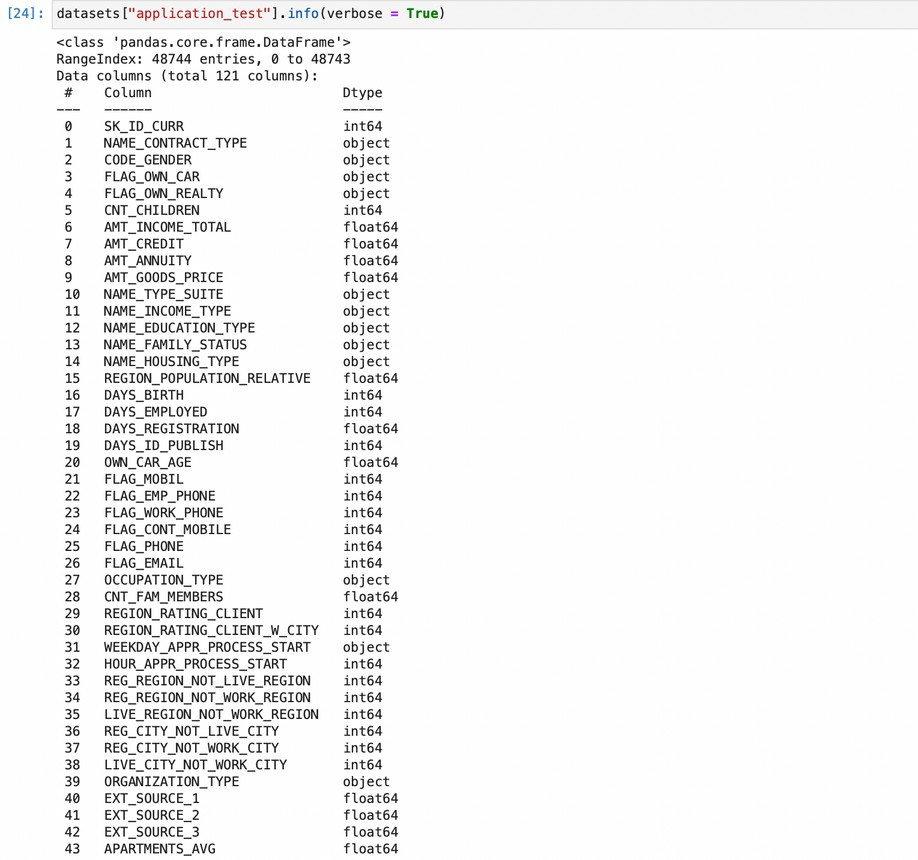 [24]: datasets["application_test"].info(verbose = True)
<class 'pandas.core.frame.DataFrame'>
RangeIndex: 48744 entries, 0 to 48743
Data columns (total 121 columns):
# Column Dtype
--- ------ -----
0 SK_ID_CURR int64
1 NAME_CONTRACT_TYPE object
2 CODE_GENDER object
3 FLAG_OWN_CAR object
4 FLAG_OWN_REALTY object
5 CNT_CHILDREN int64
6 AMT_INCOME_TOTAL float64
7 AMT_CREDIT float64
8 AMT_ANNUITY float64
9 AMT_GOODS_PRICE float64
10 NAME_TYPE_SUITE object
11 NAME_INCOME_TYPE object
12 NAME_EDUCATION_TYPE object
13 NAME_FAMILY_STATUS object
14 NAME_HOUSING_TYPE object
15 REGION_POPULATION_RELATIVE float64
16 DAYS_BIRTH int64
17 DAYS_EMPLOYED int64
18 DAYS_REGISTRATION float64
19 DAYS_ID_PUBLISH int64
20 OWN_CAR_AGE float64
21 FLAG_MOBIL int64
22 FLAG_EMP_PHONE int64
23 FLAG_WORK_PHONE int64
24 FLAG_CONT_MOBILE int64
25 FLAG_PHONE int64
26 FLAG_EMAIL int64
27 OCCUPATION_TYPE object
28 CNT_FAM_MEMBERS float64
29 REGION_RATING_CLIENT int64
30 REGION_RATING_CLIENT_W_CITY int64
31 WEEKDAY_APPR_PROCESS_START object
32 HOUR_APPR_PROCESS_START int64
33 REG_REGION_NOT_LIVE_REGION int64
34 REG_REGION_NOT_WORK_REGION int64
35 LIVE_REGION_NOT_WORK_REGION int64
36 REG_CITY_NOT_LIVE_CITY int64
37 REG_CITY_NOT_WORK_CITY int64
38 LIVE_CITY_NOT_WORK_CITY int64
39 ORGANIZATION_TYPE object
40 EXT_SOURCE_1 float64
41 EXT_SOURCE_2 float64
42 EXT_SOURCE_3 float64
43 APARTMENTS_AVG float64